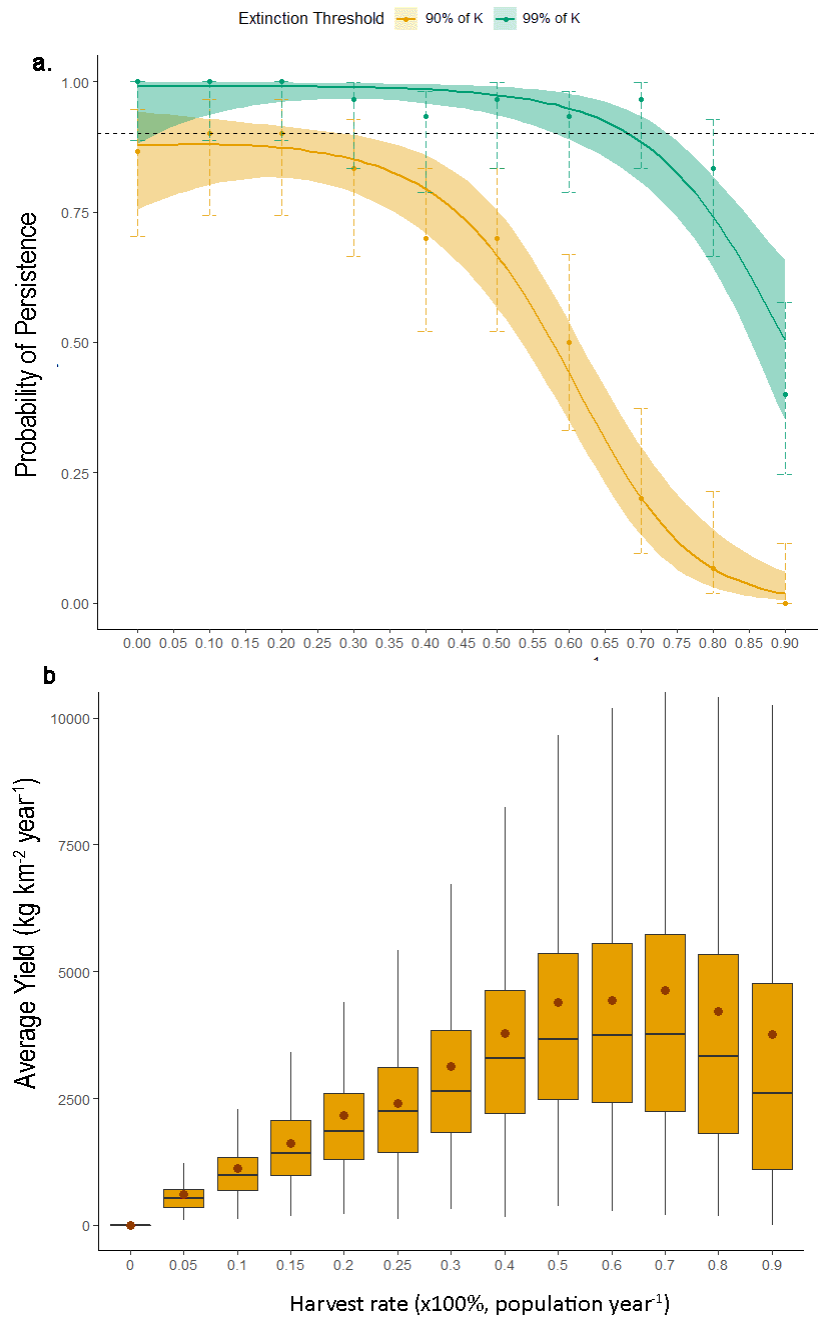 Extinction Threshold 90% of K 99% of K
a.
1.00
0.75
0.50
0.25
0.00
Probability of Persistence
0.00 0.05 0.10 0.15 0.20 0.25 0.30 0.35 0.40 0.45 0.50 0.55 0.60 0.65 0.70 0.75 0.80 0.85 0.90
b
10000
7500
5000
2500
0
Average Yield (kg km⁻² year⁻¹)
0 0.05 0.1 0.15 0.2 0.25 0.3 0.4 0.5 0.6 0.7 0.8 0.9
Harvest rate (x100%, population year⁻¹)